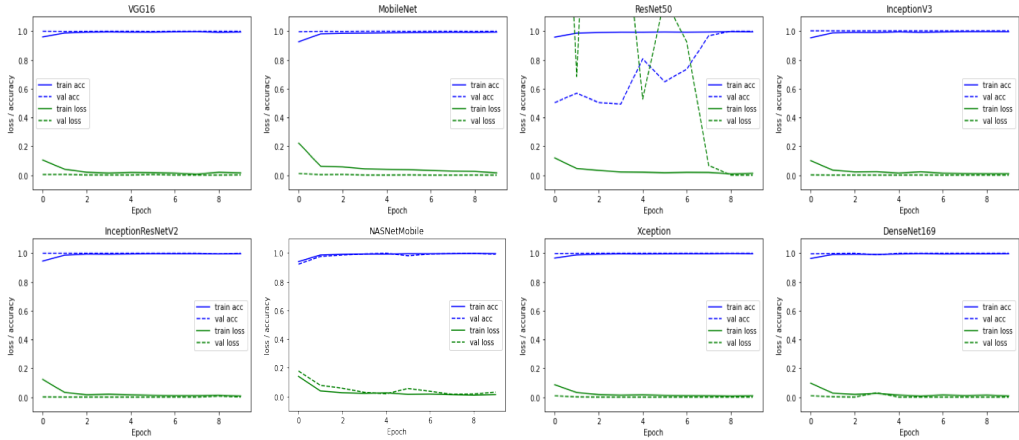 VGG16
1.0
0.8
0.6
0.4
0.2
0.0
loss / accuracy
train acc
val acc
train loss
val loss
0 2 4 6 8
Epoch
MobileNet
1.0
0.8
0.6
0.4
0.2
0.0
loss / accuracy
train acc
val acc
train loss
val loss
0 2 4 6 8
Epoch
ResNet50
1.0
0.8
0.6
0.4
0.2
0.0
loss / accuracy
train acc
val acc
train loss
val loss
0 2 4 6 8
Epoch
InceptionV3
1.0
0.8
0.6
0.4
0.2
0.0
loss / accuracy
train acc
val acc
train loss
val loss
0 2 4 6 8
Epoch
InceptionResNetV2
1.0
0.8
0.6
0.4
0.2
0.0
loss / accuracy
train acc
val acc
train loss
val loss
0 2 4 6 8
Epoch
NASNetMobile
1.0
0.8
0.6
0.4
0.2
0.0
loss / accuracy
train acc
val acc
train loss
val loss
0 2 4 6 8
Epoch
Xception
1.0
0.8
0.6
0.4
0.2
0.0
loss / accuracy
train acc
val acc
train loss
val loss
0 2 4 6 8
Epoch
DenseNet169
1.0
0.8
0.6
0.4
0.2
0.0
loss / accuracy
train acc
val acc
train loss
val loss
0 2 4 6 8
Epoch